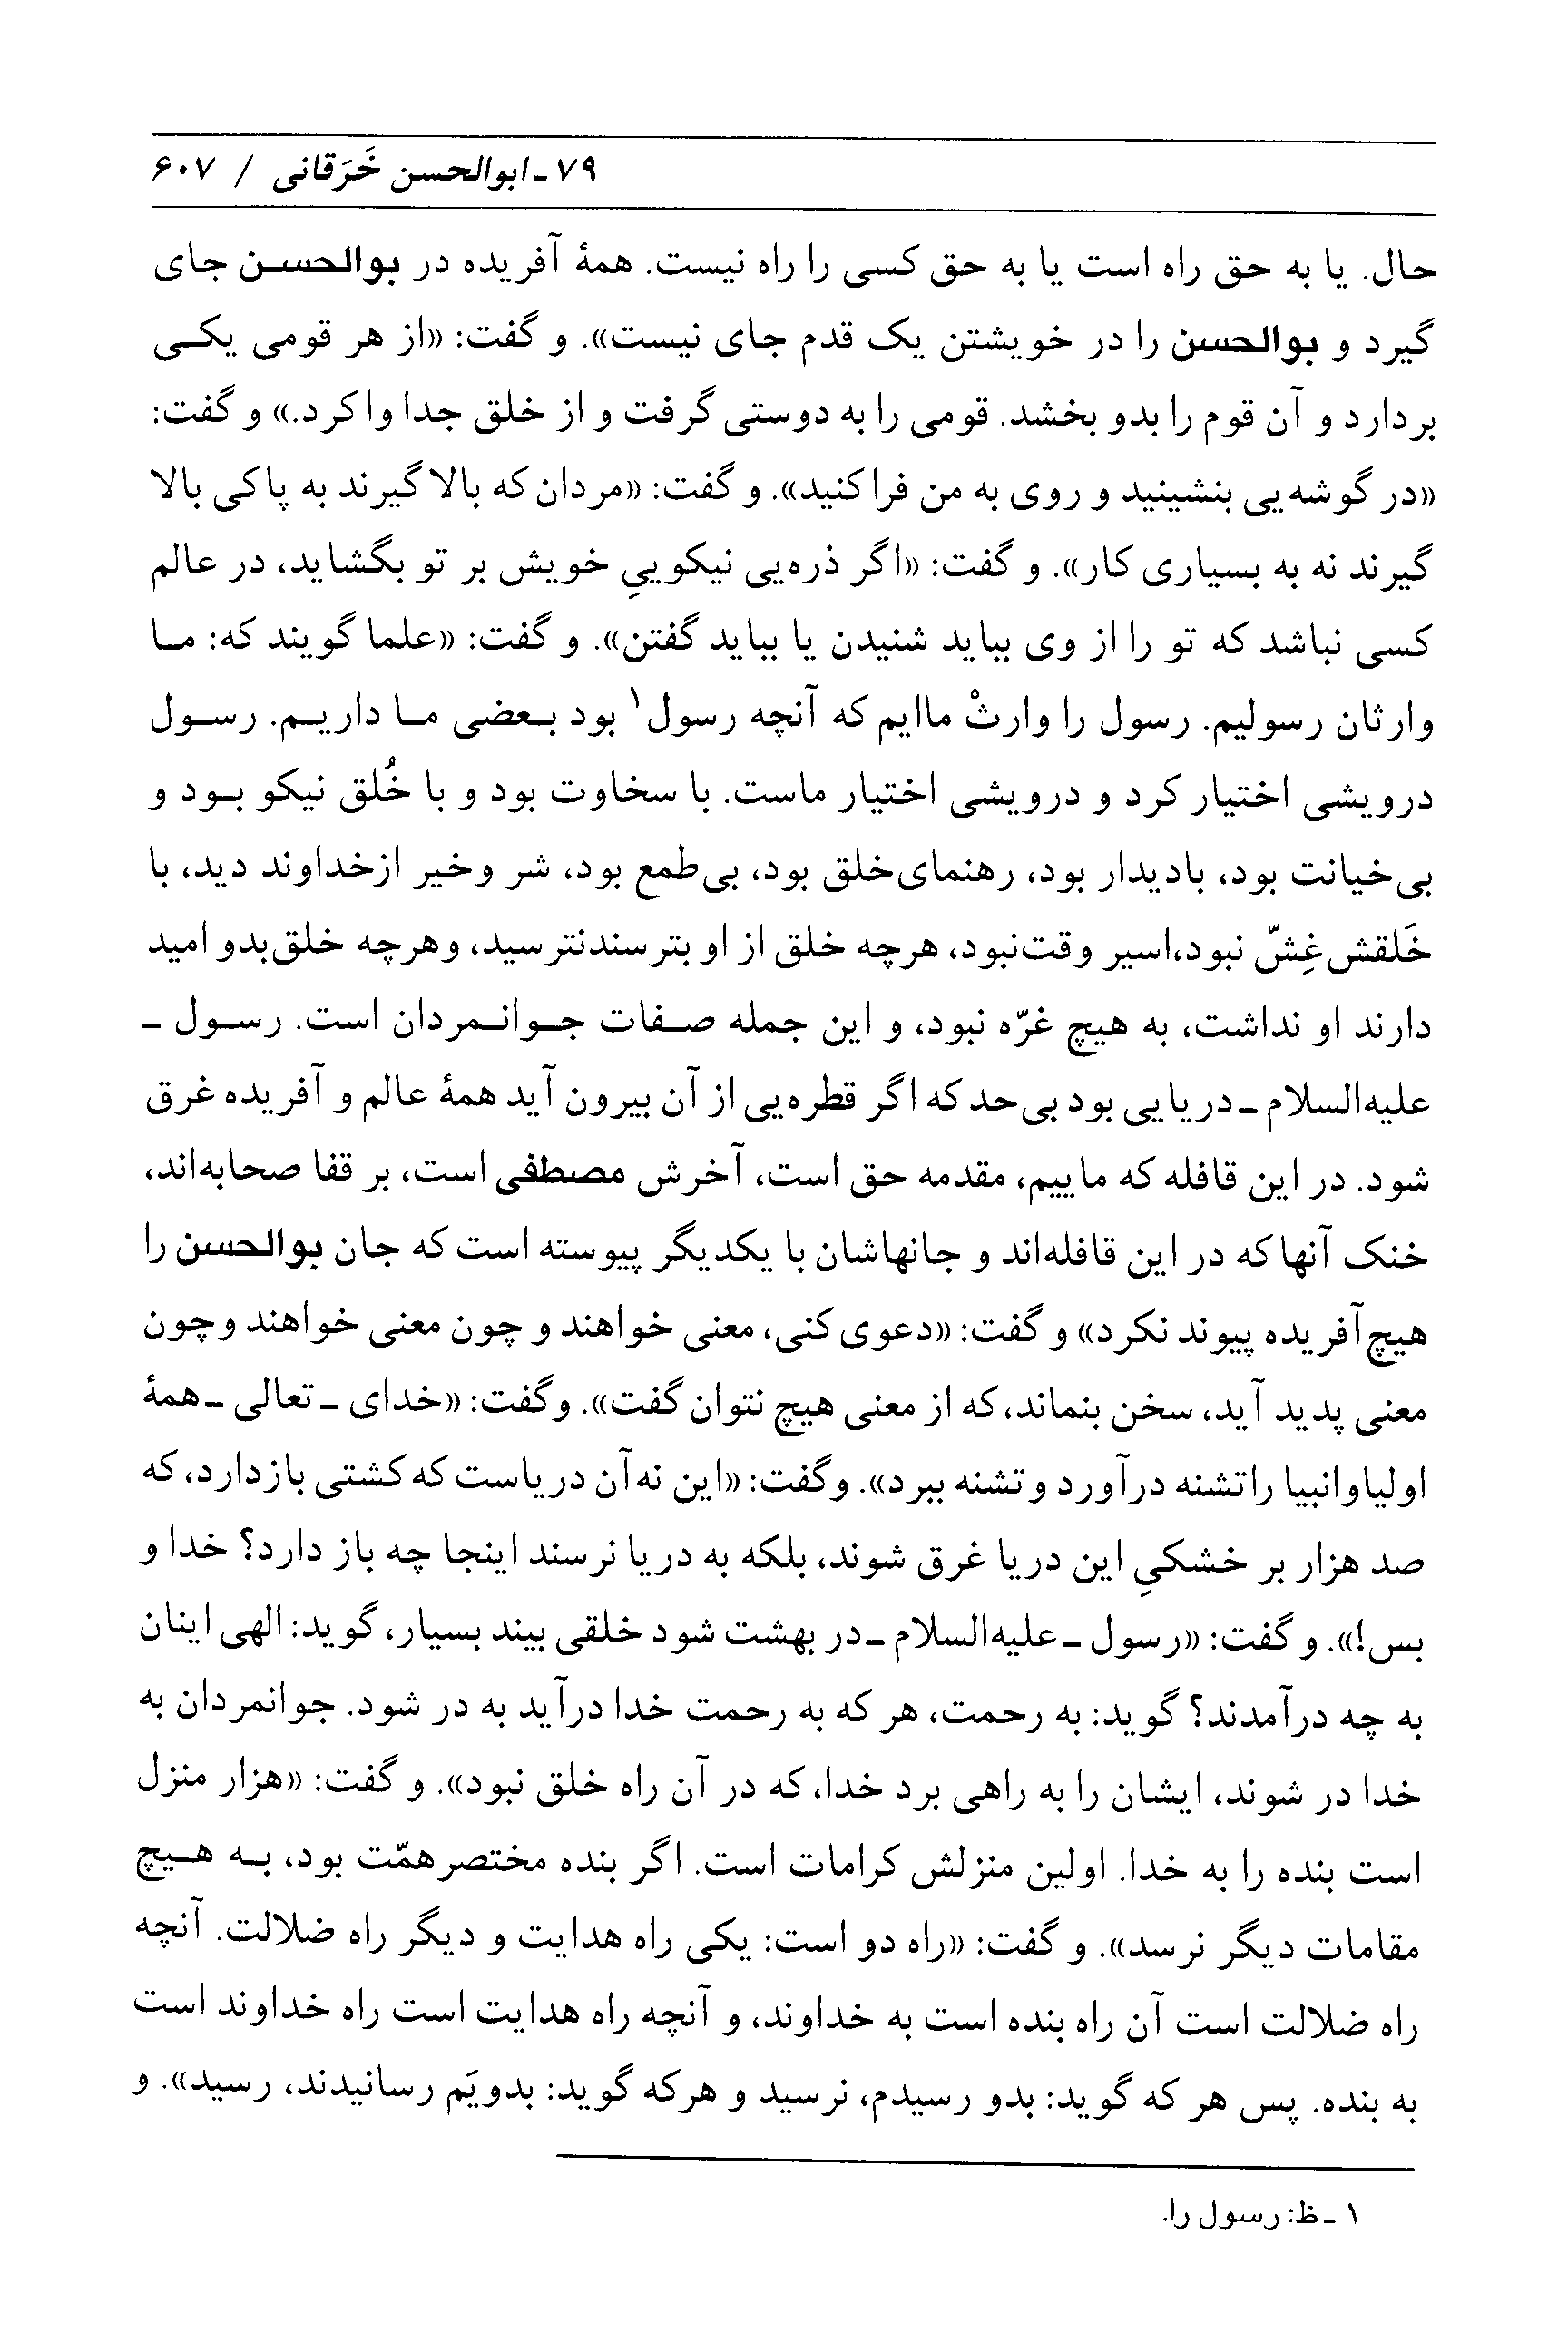 ۷۹ـ ابوالحسن خَرَقانی / ۶۰۷
حال. یا به حق راه است یا به حق کسی را راه نیست. همهٔ آفریده در بوالحسن جای
گیرد و بوالحسن را در خویشتن یک قدم جای نیست». و گفت: «از هر قومی یکی
بردارد و آن قوم را بدو بخشد. قومی را به دوستی گرفت و از خلق جدا واکرد.» و گفت:
«در گوشه‌یی بنشینید و روی به من فراکنید». و گفت: «مردان که بالا گیرند به پاکی بالا
گیرند نه به بسیاری کار». و گفت: «اگر ذره‌یی نیکوییِ خویش بر تو بگشاید، در عالم
کسی نباشد که تو را از وی بباید شنیدن یا بباید گفتن». و گفت: «علما گویند که: ما
وارثان رسولیم. رسول را وارثْ ماایم که آنچه رسول۱ بود بعضی ما داریم. رسول
درویشی اختیار کرد و درویشی اختیار ماست. با سخاوت بود و با خُلق نیکو بود و
بی‌خیانت بود، بادیدار بود، رهنمای‌خلق بود، بی‌طمع بود، شر وخیر ازخداوند دید، با
خَلقش غِشّ نبود،اسیر وقت‌نبود، هرچه خلق از او بترسندنترسید، وهرچه خلق‌بدو امید
دارند او نداشت، به هیچ غرّه نبود، و این جمله صفات جوانمردان است. رسول ـ
علیه‌السلام ـ دریایی بود بی‌حد که اگر قطره‌یی از آن بیرون آید همهٔ عالم و آفریده غرق
شود. در این قافله که ماییم، مقدمه حق است، آخرش مصطفی است، بر قفا صحابه‌اند،
خنک آنها که در این قافله‌اند و جانهاشان با یکدیگر پیوسته است که جان بوالحسن را
هیچ‌آفریده پیوند نکرد» و گفت: «دعوی کنی، معنی خواهند و چون معنی خواهند وچون
معنی پدید آید، سخن بنماند، که از معنی هیچ نتوان گفت». وگفت: «خدای ـ تعالی ـ همهٔ
اولیاوانبیا راتشنه درآورد وتشنه ببرد». وگفت: «این نه‌آن دریاست که کشتی بازدارد، که
صد هزار بر خشکیِ این دریا غرق شوند، بلکه به دریا نرسند اینجا چه باز دارد؟ خدا و
بس!». و گفت: «رسول ـ علیه‌السلام ـ در بهشت شود خلقی بیند بسیار، گوید: الهی اینان
به چه درآمدند؟ گوید: به رحمت، هر که به رحمت خدا درآید به در شود. جوانمردان به
خدا در شوند، ایشان را به راهی برد خدا، که در آن راه خلق نبود». و گفت: «هزار منزل
است بنده را به خدا. اولین منزلش کرامات است. اگر بنده مختصرهمّت بود، به هیچ
مقامات دیگر نرسد». و گفت: «راه دو است: یکی راه هدایت و دیگر راه ضلالت. آنچه
راه ضلالت است آن راه بنده است به خداوند، و آنچه راه هدایت است راه خداوند است
به بنده. پس هر که گوید: بدو رسیدم، نرسید و هرکه گوید: بدویَم رسانیدند، رسید». و
۱ ـ ظ: رسول را.